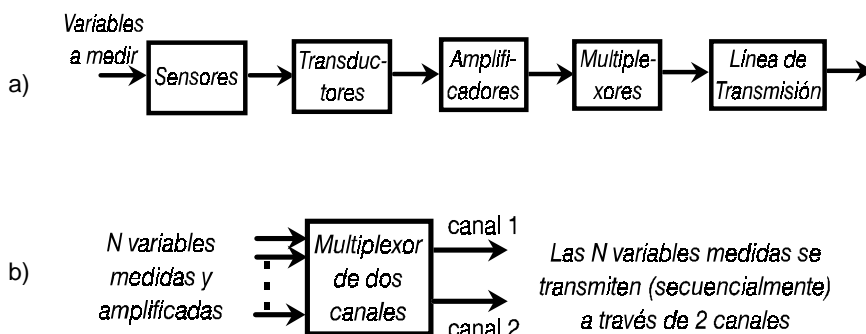 a)
Variables
a medir
Sensores
Transduc-
tores
Amplifi-
cadores
Multiple-
xores
Línea de
Transmisión
b)
N variables
medidas y
amplificadas
Multiplexor
de dos
canales
canal 1
canal 2
Las N variables medidas se
transmiten (secuencialmente)
a través de 2 canales